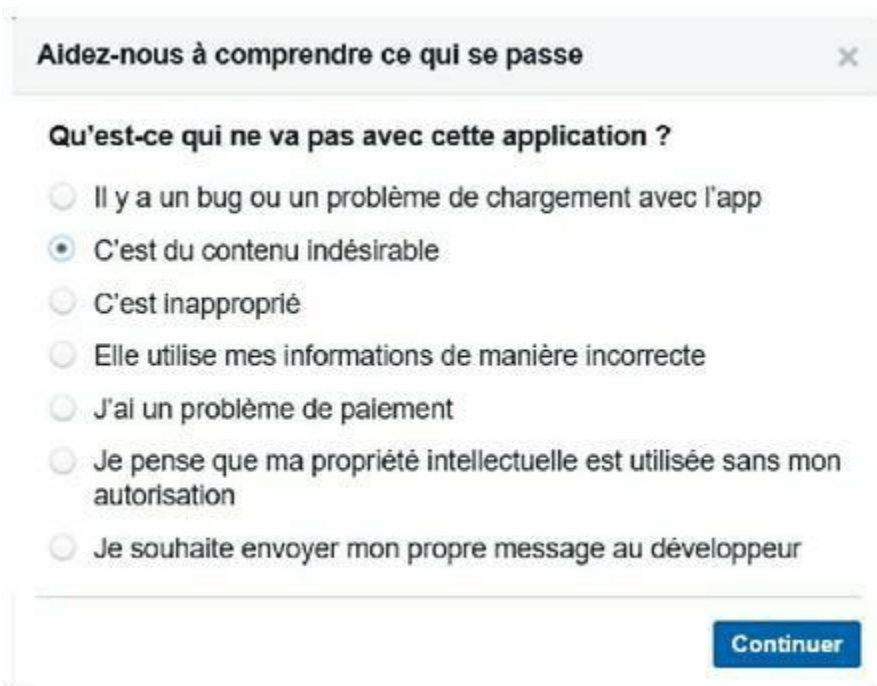 Aidez-nous à comprendre ce qui se passe
Qu'est-ce qui ne va pas avec cette application ?
Il y a un bug ou un problème de chargement avec l'app
C'est du contenu indésirable
C'est inapproprié
Elle utilise mes informations de manière incorrecte
J'ai un problème de paiement
Je pense que ma propriété intellectuelle est utilisée sans mon
autorisation
Je souhaite envoyer mon propre message au développeur
Continuer